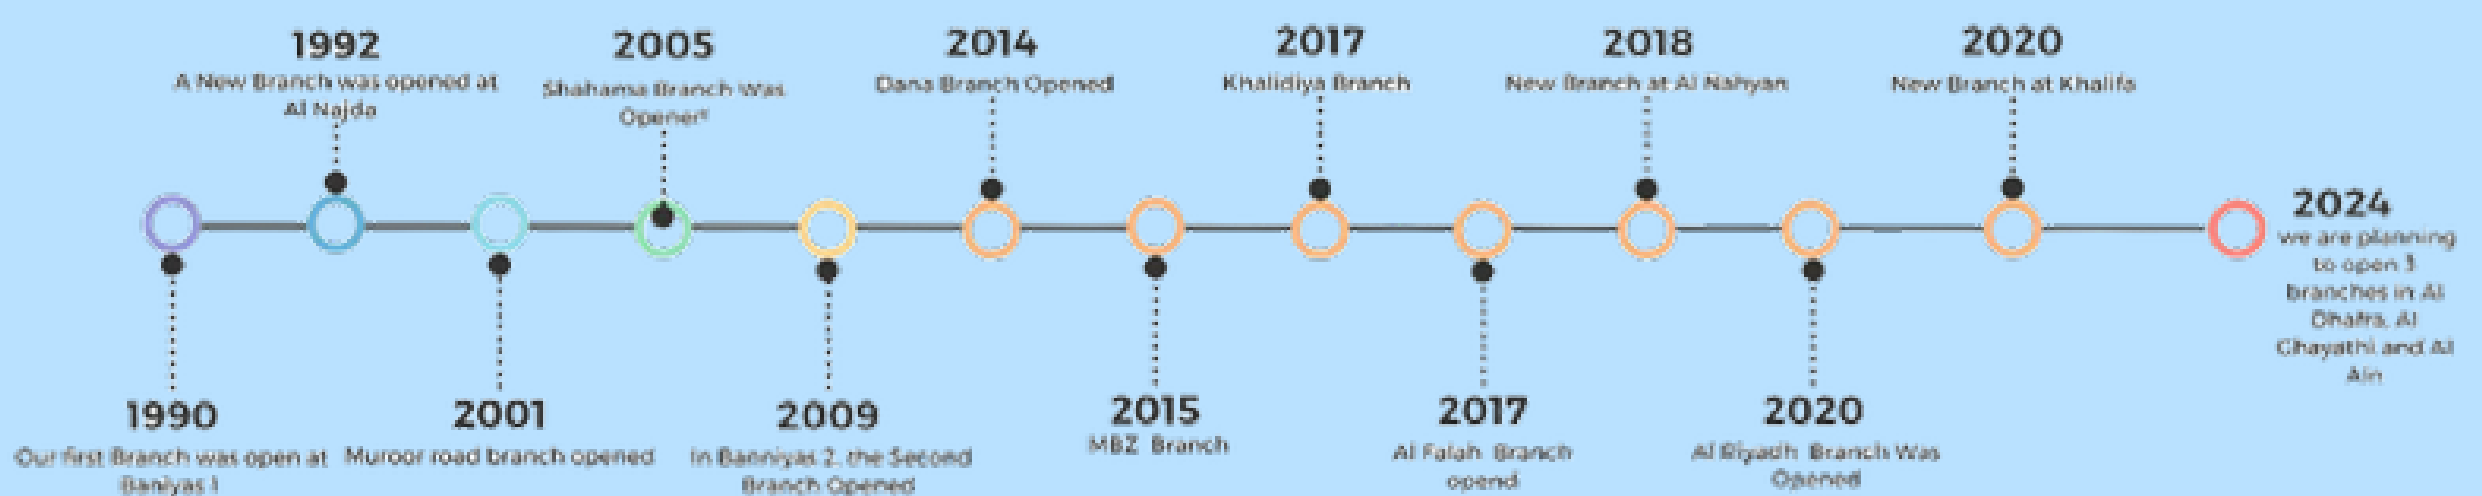 1990
Our first Branch was open at
Baniyas 1
1992
A New Branch was opened at
Al Najda
2001
Muroor road branch opened
2005
Shahama Branch Was
2009
in Banniyas 2, the Second
Branch Opened
2014
Dana Branch Opened
2015
MBZ Branch
2017
Khalidiya Branch
2017
Al Falah Branch
opend
2018
New Branch at Al Nahyan
2020
Al Riyadh Branch Was
Opened
2020
New Branch at Khalifa
2024
we are planning
to open 3
branches in Al
Dhafra, Al
Ghayathi and Al
Ain